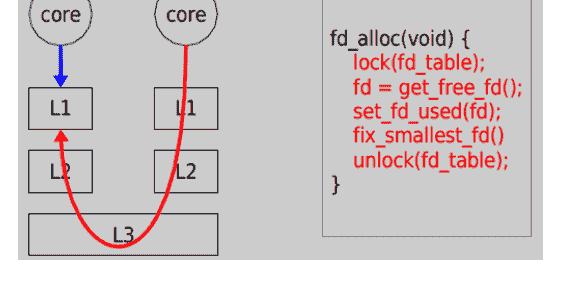 core core
L1 L1
L2 L2
L3
fd_alloc(void) {
lock(fd_table);
fd = get_free_fd();
set_fd_used(fd);
fix_smallest_fd()
unlock(fd_table);
}